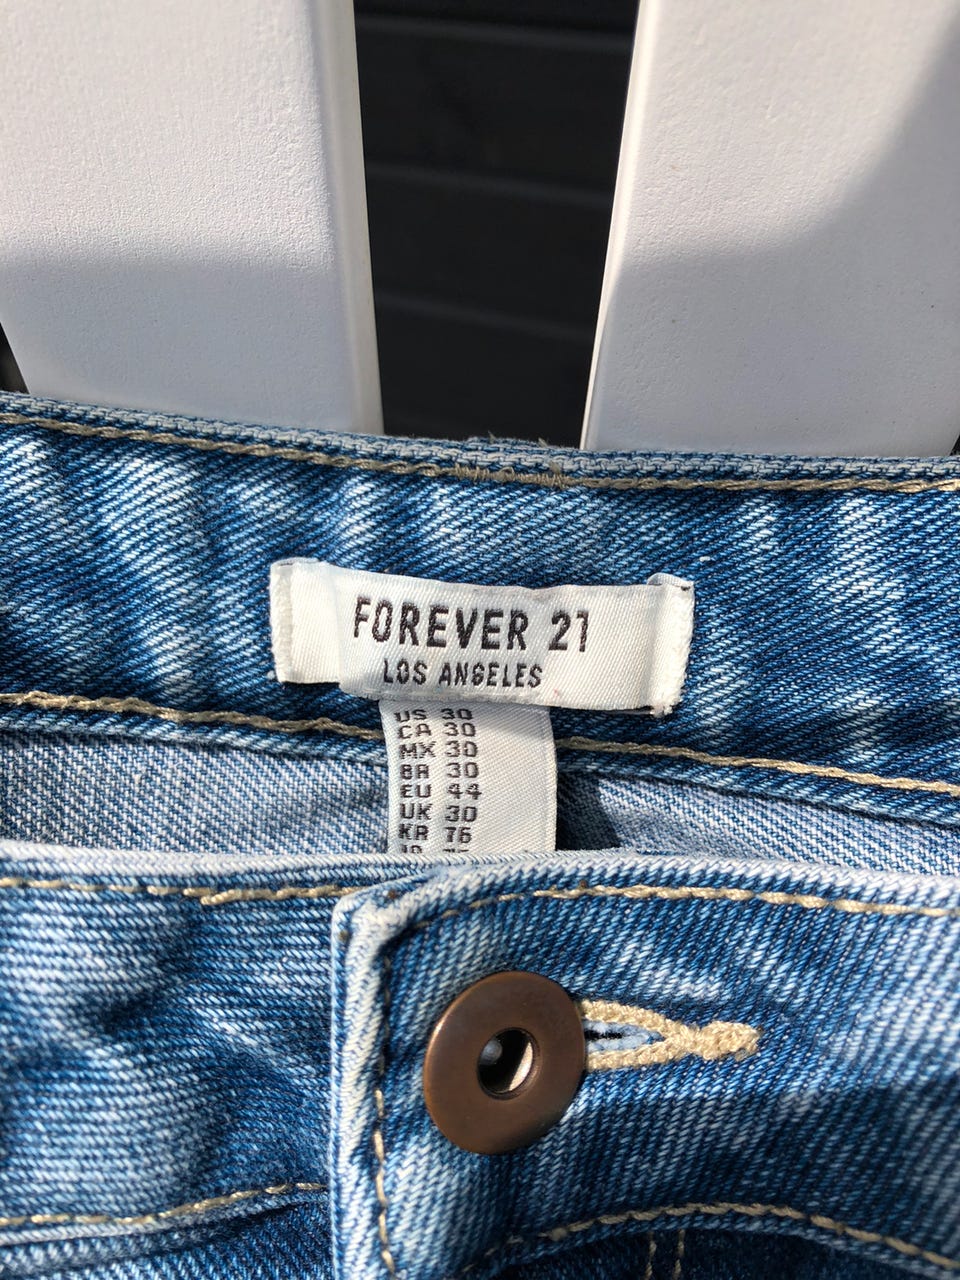 FOREVER 21
LOS ANGELES
US 30
CA 30
MX 30
BR 30
EU 44
UK 30
KR 76